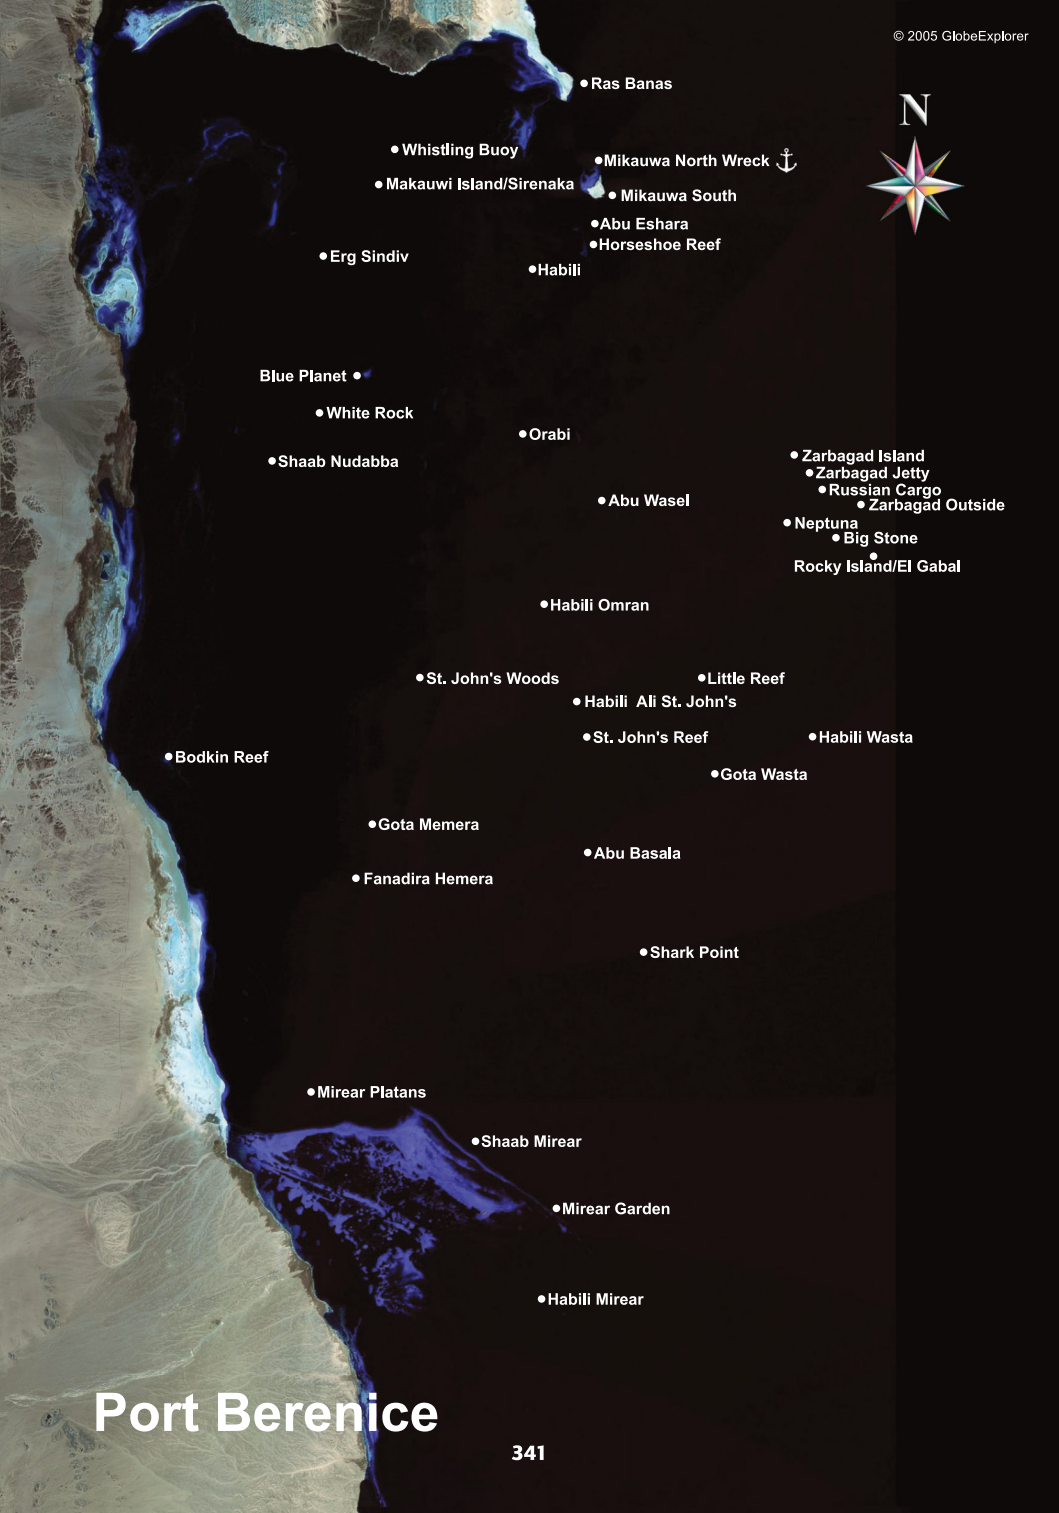 © 2005 GlobeExplorer
Ras Banas
N
Whistling Buoy
Mikauwa North Wreck
Makauwi Island/Sirenaka
Mikauwa South
Abu Eshara
Horseshoe Reef
Erg Sindiv
Habili
Blue Planet
White Rock
Orabi
Shaab Nudabba
Zarbagad Island
Zarbagad Jetty
Russian Cargo
Abu Wasel
Zarbagad Outside
Neptuna
Big Stone
Rocky Island/El Gabal
Habili Omran
St. John's Woods
Little Reef
Habili Ali St. John's
St. John's Reef
Habili Wasta
Bodkin Reef
Gota Wasta
Gota Memera
Abu Basala
Fanadira Hemera
Shark Point
Mirear Platans
Shaab Mirear
Mirear Garden
Habili Mirear
Port Berenice
341